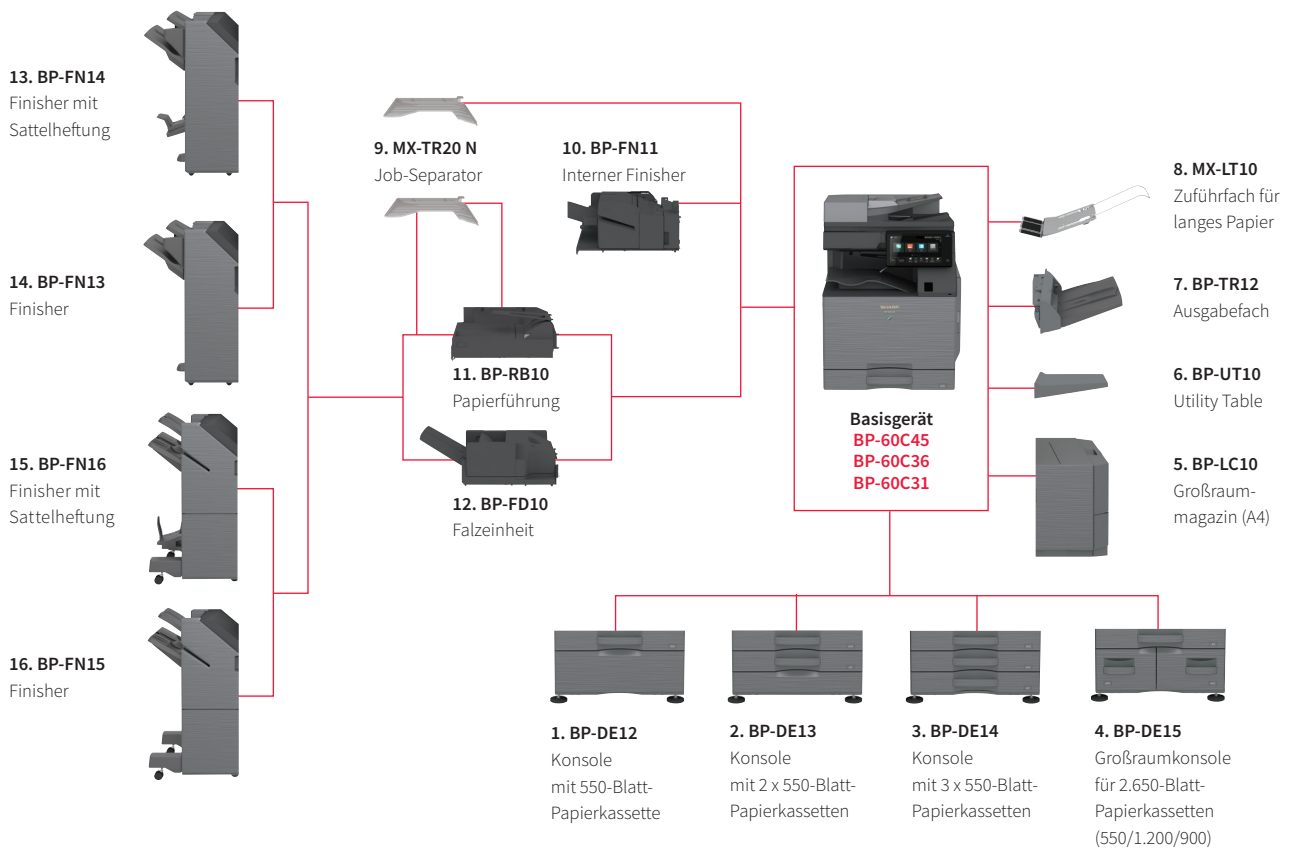 13. BP-FN14
Finisher mit
Sattelheftung
14. BP-FN13
Finisher
15. BP-FN16
Finisher mit
Sattelheftung
16. BP-FN15
Finisher
9. MX-TR20 N
Job-Separator
10. BP-FN11
Interner Finisher
11. BP-RB10
Papierführung
12. BP-FD10
Falzeinheit
SHARP
Basisgerät
BP-60C45
BP-60C36
BP-60C31
8. MX-LT10
Zuführfach für
langes Papier
7. BP-TR12
Ausgabefach
6. BP-UT10
Utility Table
5. BP-LC10
Großraum-
magazin (A4)
1. BP-DE12
Konsole
mit 550-Blatt-
Papierkassette
2. BP-DE13
Konsole
mit 2 x 550-Blatt-
Papierkassetten
3. BP-DE14
Konsole
mit 3 x 550-Blatt-
Papierkassetten
4. BP-DE15
Großraumkonsole
für 2.650-Blatt-
Papierkassetten
(550/1.200/900)